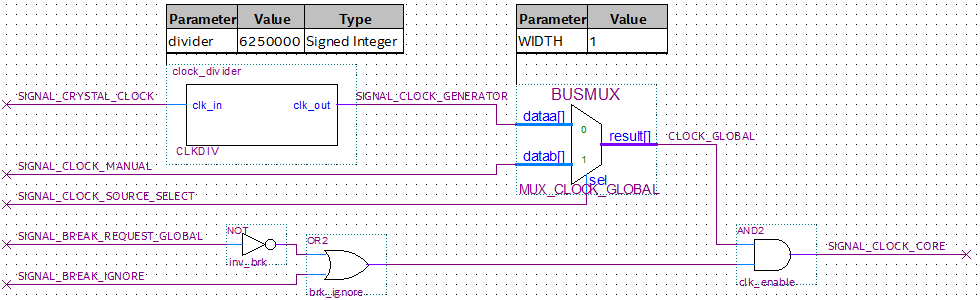 Parameter Value Type
divider 6250000 Signed Integer
Parameter Value
WIDTH 1
clock_divider
SIGNAL_CRYSTAL_CLOCK
clk_in clk_out
SIGNAL_CLOCK_GENERATOR
CLKDIV
BUSMUX
dataa[]
0
result[]
CLOCK_GLOBAL
datab[]
1
sel
MUX_CLOCK_GLOBAL
SIGNAL_CLOCK_MANUAL
SIGNAL_CLOCK_SOURCE_SELECT
SIGNAL_BREAK_REQUEST_GLOBAL
NOT
inv_brk
OR2
SIGNAL_BREAK_IGNORE
brk_ignore
AND2
SIGNAL_CLOCK_CORE
clk_enable